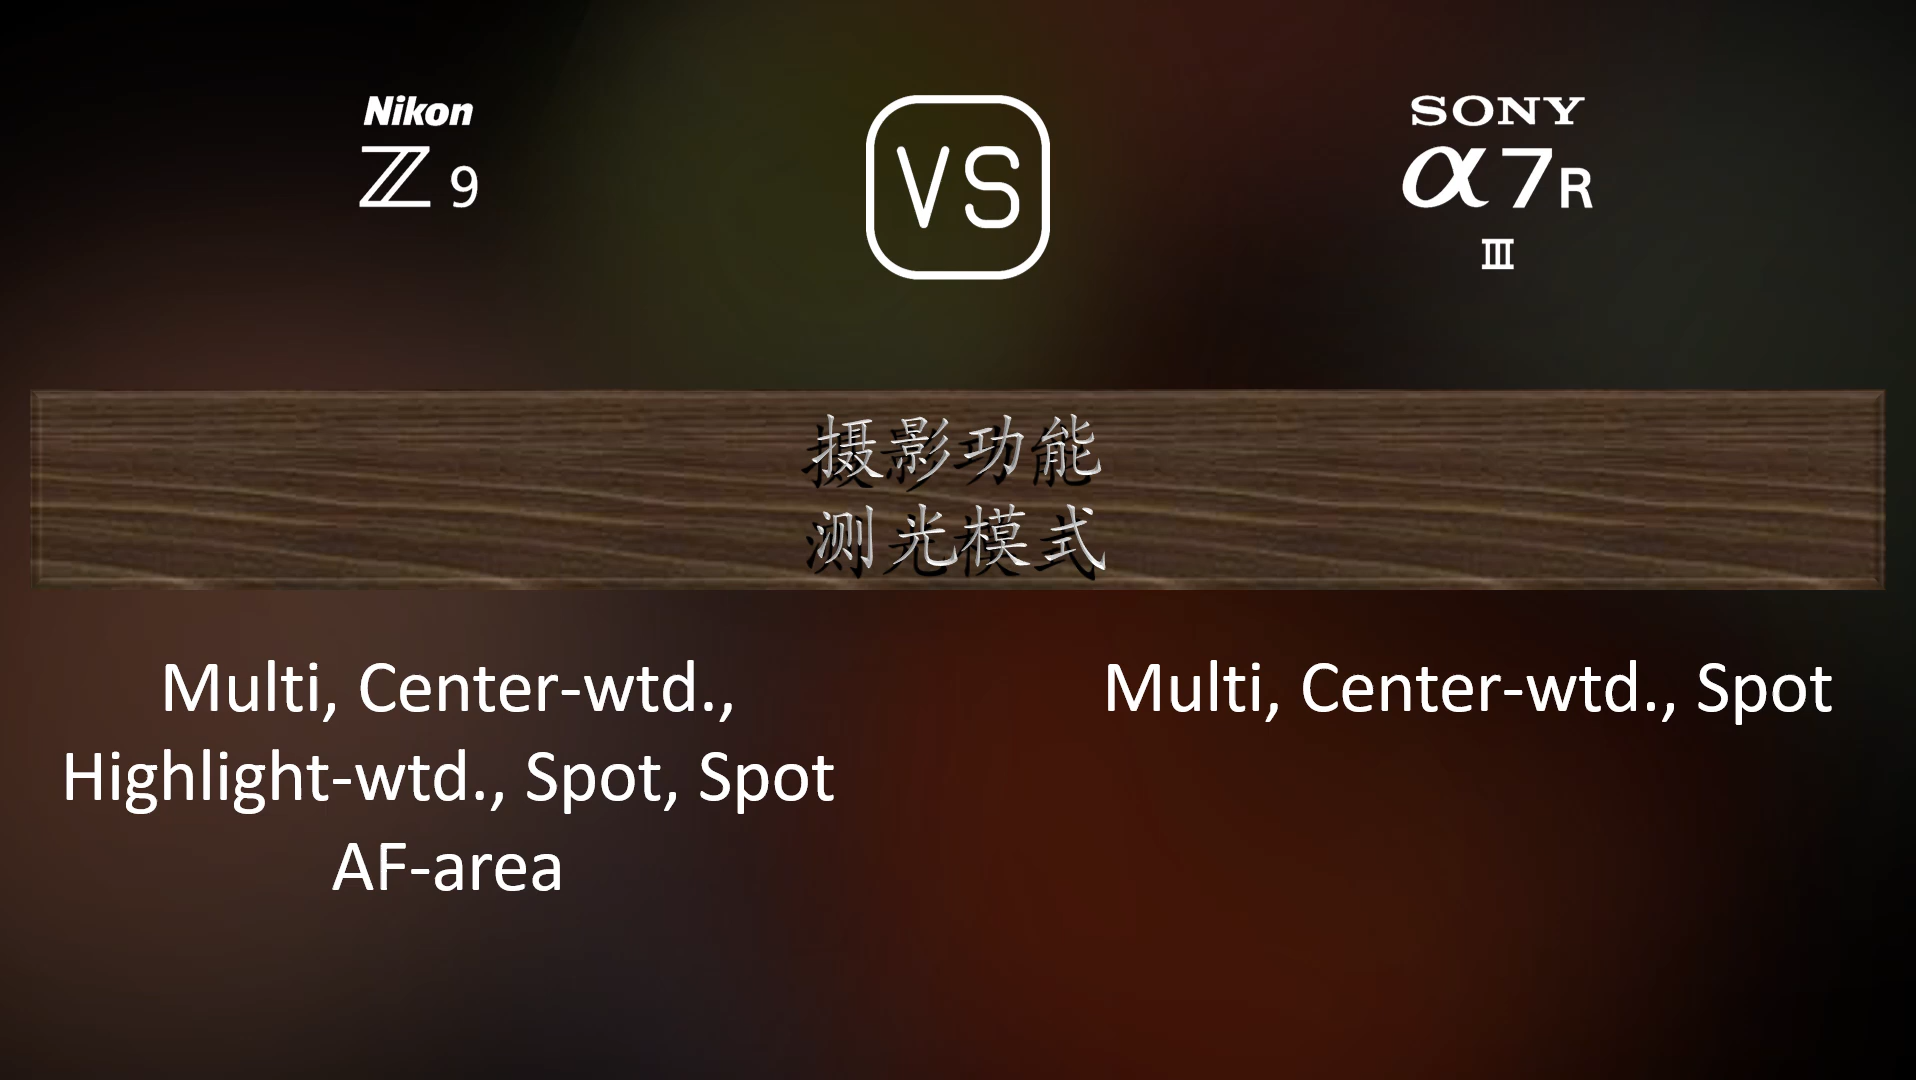 Nikon
Z 9
VS
SONY
α7R
III
摄影功能
测光模式
Multi, Center-wtd.,
Highlight-wtd., Spot, Spot
AF-area
Multi, Center-wtd., Spot